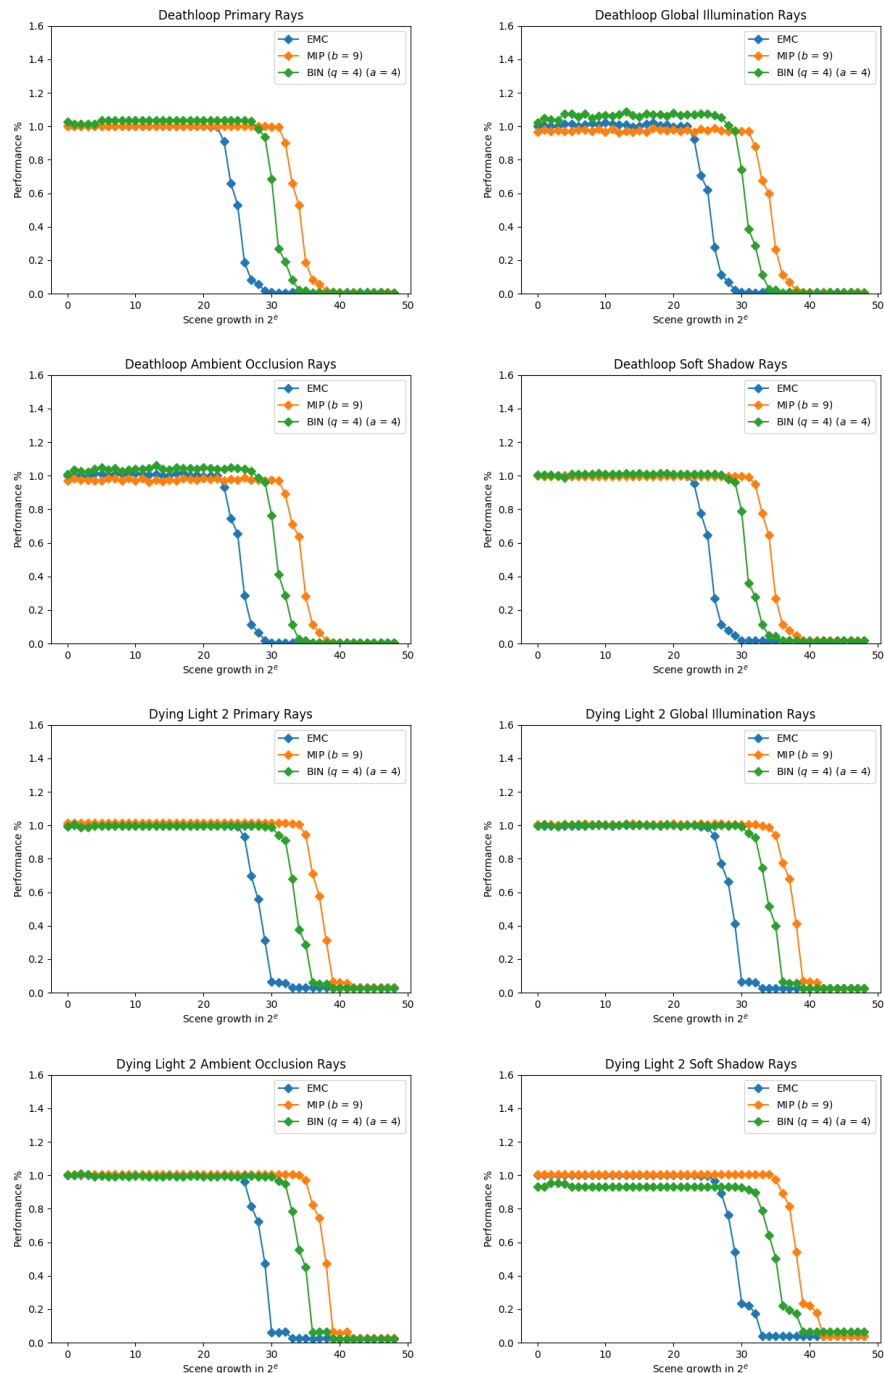 Deathloop Primary Rays
1.6
1.4
1.2
1.0
0.8
0.6
0.4
0.2
0.0
Performance %
EMC
MIP (b = 9)
BIN (q = 4) (a = 4)
0 10 20 30 40 50
Scene growth in 2^e
Deathloop Global Illumination Rays
1.6
1.4
1.2
1.0
0.8
0.6
0.4
0.2
0.0
Performance %
EMC
MIP (b = 9)
BIN (q = 4) (a = 4)
0 10 20 30 40 50
Scene growth in 2^e
Deathloop Ambient Occlusion Rays
1.6
1.4
1.2
1.0
0.8
0.6
0.4
0.2
0.0
Performance %
EMC
MIP (b = 9)
BIN (q = 4) (a = 4)
0 10 20 30 40 50
Scene growth in 2^e
Deathloop Soft Shadow Rays
1.6
1.4
1.2
1.0
0.8
0.6
0.4
0.2
0.0
Performance %
EMC
MIP (b = 9)
BIN (q = 4) (a = 4)
0 10 20 30 40 50
Scene growth in 2^e
Dying Light 2 Primary Rays
1.6
1.4
1.2
1.0
0.8
0.6
0.4
0.2
0.0
Performance %
EMC
MIP (b = 9)
BIN (q = 4) (a = 4)
0 10 20 30 40 50
Scene growth in 2^e
Dying Light 2 Global Illumination Rays
1.6
1.4
1.2
1.0
0.8
0.6
0.4
0.2
0.0
Performance %
EMC
MIP (b = 9)
BIN (q = 4) (a = 4)
0 10 20 30 40 50
Scene growth in 2^e
Dying Light 2 Ambient Occlusion Rays
1.6
1.4
1.2
1.0
0.8
0.6
0.4
0.2
0.0
Performance %
EMC
MIP (b = 9)
BIN (q = 4) (a = 4)
0 10 20 30 40 50
Scene growth in 2^e
Dying Light 2 Soft Shadow Rays
1.6
1.4
1.2
1.0
0.8
0.6
0.4
0.2
0.0
Performance %
EMC
MIP (b = 9)
BIN (q = 4) (a = 4)
0 10 20 30 40 50
Scene growth in 2^e